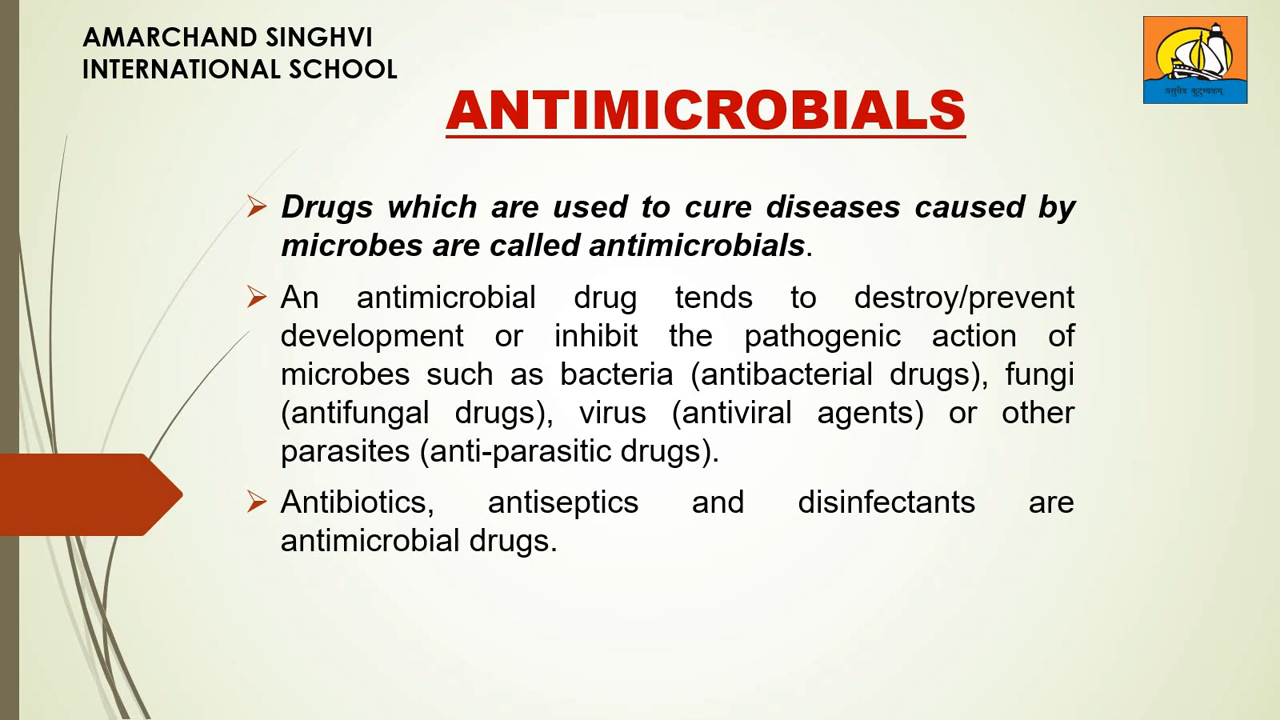 AMARCHAND SINGHVI
INTERNATIONAL SCHOOL
ANTIMICROBIALS
Drugs which are used to cure diseases caused by
microbes are called antimicrobials.
An antimicrobial drug tends to destroy/prevent
development or inhibit the pathogenic action of
microbes such as bacteria (antibacterial drugs), fungi
(antifungal drugs), virus (antiviral agents) or other
parasites (anti-parasitic drugs).
Antibiotics, antiseptics and disinfectants are
antimicrobial drugs.